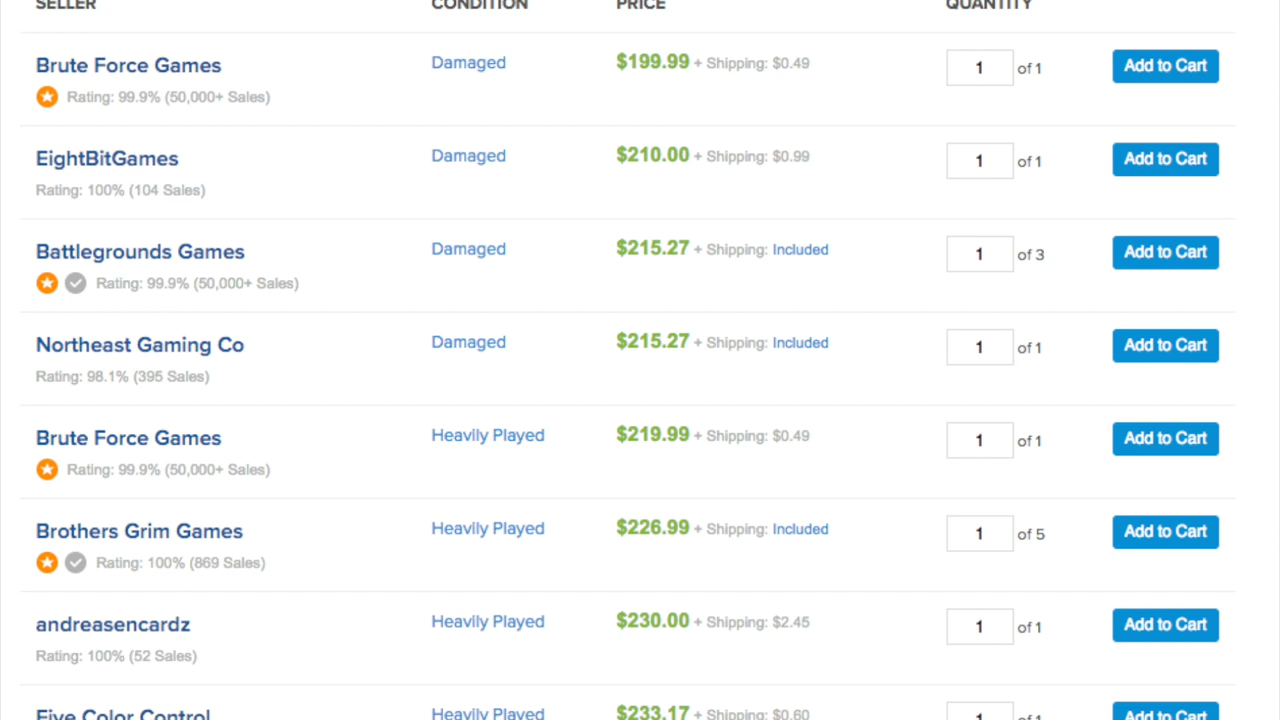 SELLER CONDITION PRICE QUANTITY
Brute Force Games Damaged $199.99 + Shipping: $0.49 1 of 1 Add to Cart
Rating: 99.9% (50,000+ Sales)
EightBitGames Damaged $210.00 + Shipping: $0.99 1 of 1 Add to Cart
Rating: 100% (104 Sales)
Battlegrounds Games Damaged $215.27 + Shipping: Included 1 of 3 Add to Cart
Rating: 99.9% (50,000+ Sales)
Northeast Gaming Co Damaged $215.27 + Shipping: Included 1 of 1 Add to Cart
Rating: 98.1% (395 Sales)
Brute Force Games Heavily Played $219.99 + Shipping: $0.49 1 of 1 Add to Cart
Rating: 99.9% (50,000+ Sales)
Brothers Grim Games Heavily Played $226.99 + Shipping: Included 1 of 5 Add to Cart
Rating: 100% (869 Sales)
andreasencardz Heavily Played $230.00 + Shipping: $2.45 1 of 1 Add to Cart
Rating: 100% (52 Sales)
Five Color Control Heavily Played $233.17 + Shipping: $0.60 1 of 1 Add to Cart